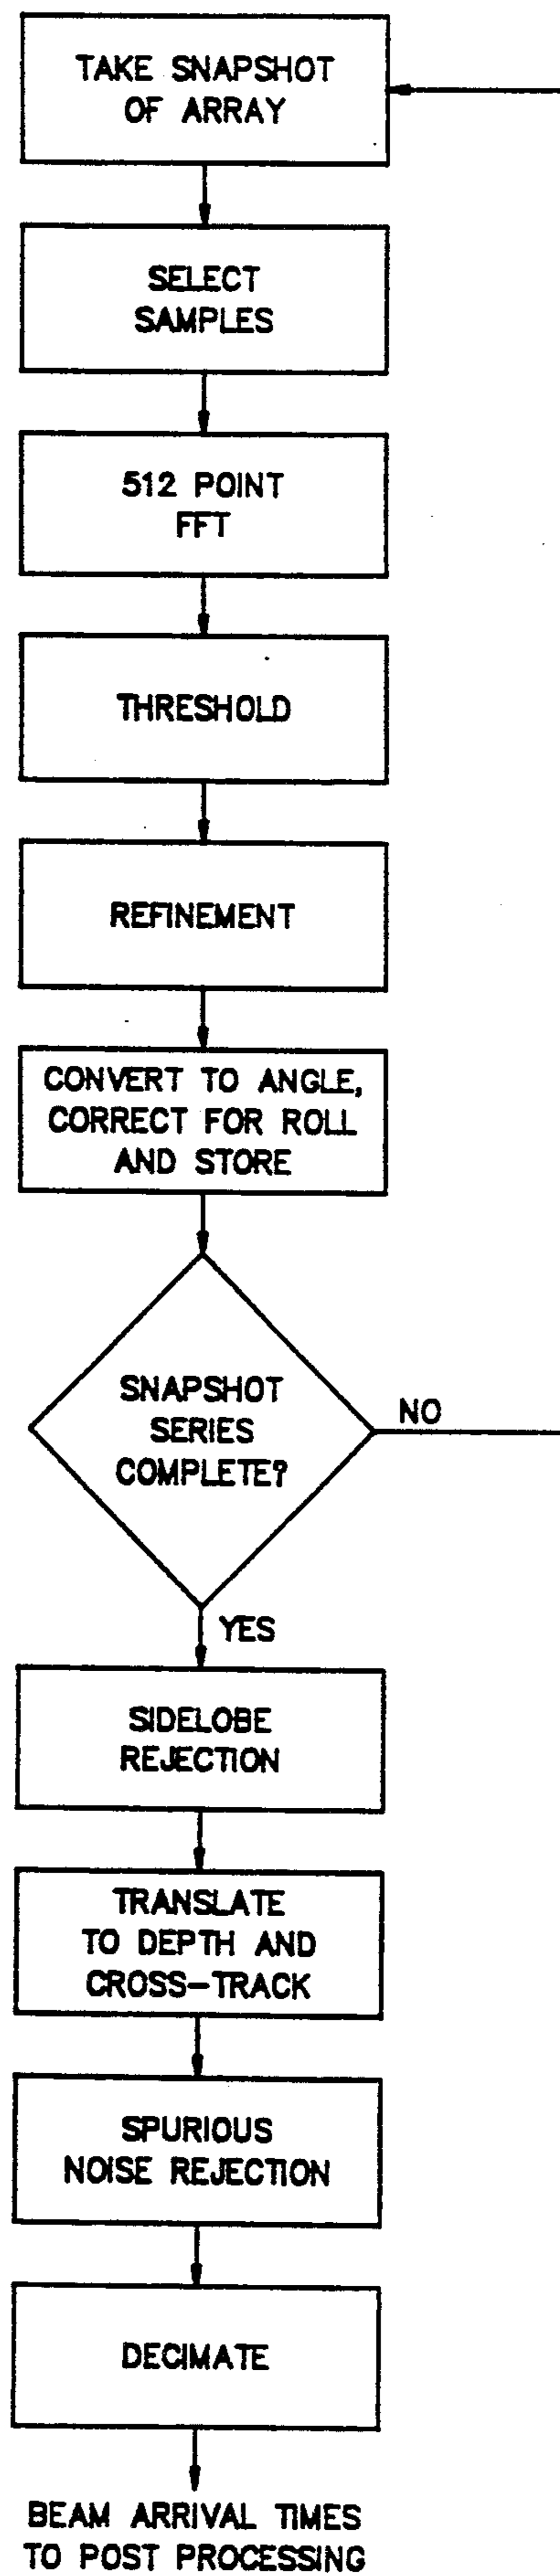 TAKE SNAPSHOT
OF ARRAY
SELECT
SAMPLES
512 POINT
FFT
THRESHOLD
REFINEMENT
CONVERT TO ANGLE,
CORRECT FOR ROLL
AND STORE
SNAPSHOT
SERIES
COMPLETE?
NO
YES
SIDELOBE
REJECTION
TRANSLATE
TO DEPTH AND
CROSS-TRACK
SPURIOUS
NOISE REJECTION
DECIMATE
BEAM ARRIVAL TIMES
TO POST PROCESSING